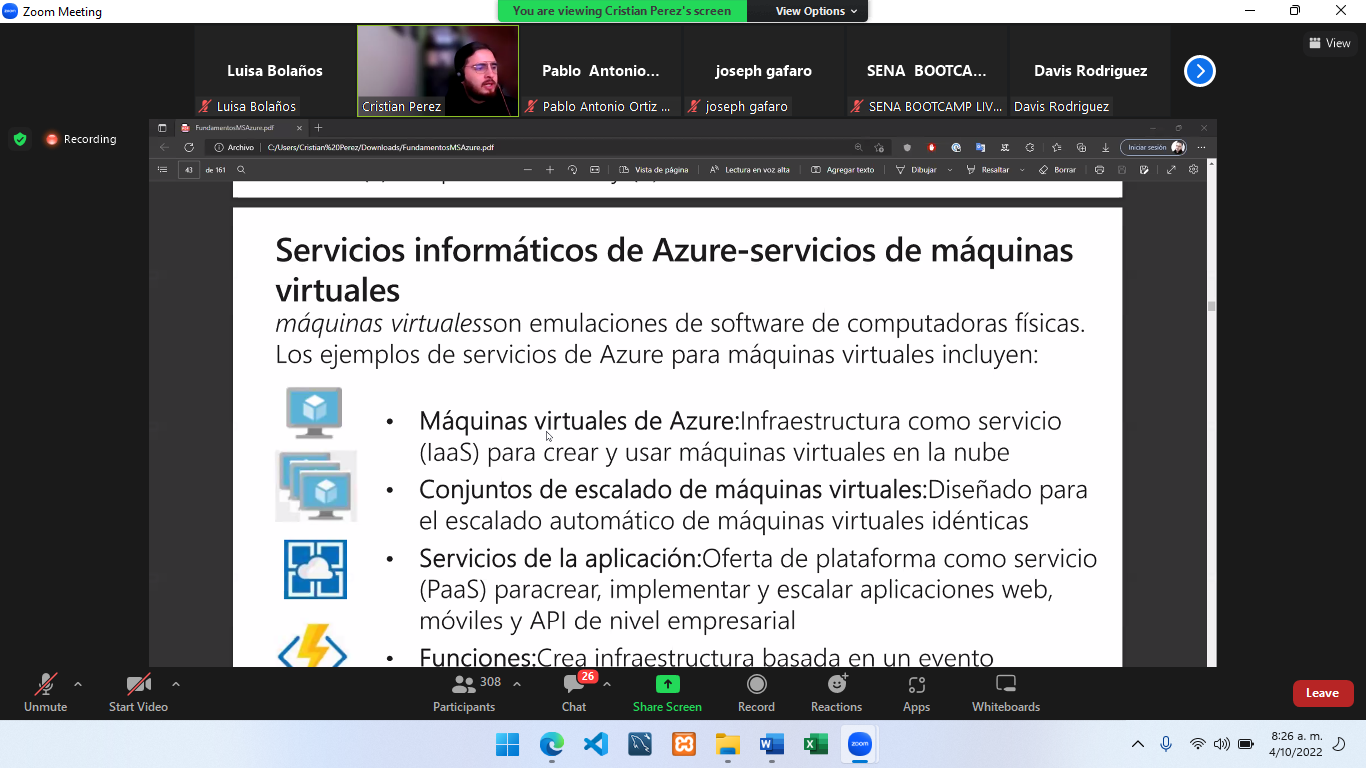 Zoom Meeting
You are viewing Cristian Perez's screen
View Options
View
Luisa Bolaños
Pablo Antonio...
joseph gafaro
SENA BOOTCA...
Davis Rodriguez
Luisa Bolaños
Cristian Perez
Pablo Antonio Ortiz ...
joseph gafaro
SENA BOOTCAMP LIV...
Davis Rodriguez
Recording
FundamentosMSAzure.pdf
Archivo
C:/Users/Cristian%20Perez/Downloads/FundamentosMSAzure.pdf
Iniciar sesión
43 de 161
Vista de página
Lectura en voz alta
Agregar texto
Dibujar
Resaltar
Borrar
Servicios informáticos de Azure-servicios de máquinas
virtuales
máquinas virtualesson emulaciones de software de computadoras físicas.
Los ejemplos de servicios de Azure para máquinas virtuales incluyen:
• Máquinas virtuales de Azure:Infraestructura como servicio
(IaaS) para crear y usar máquinas virtuales en la nube
• Conjuntos de escalado de máquinas virtuales:Diseñado para
el escalado automático de máquinas virtuales idénticas
• Servicios de la aplicación:Oferta de plataforma como servicio
(PaaS) paracrear, implementar y escalar aplicaciones web,
móviles y API de nivel empresarial
• Funciones:Crea infraestructura basada en un evento
Unmute
Start Video
Participants
308
Chat
26
Share Screen
Record
Reactions
Apps
Whiteboards
Leave
zoom
8:26 a. m.
4/10/2022